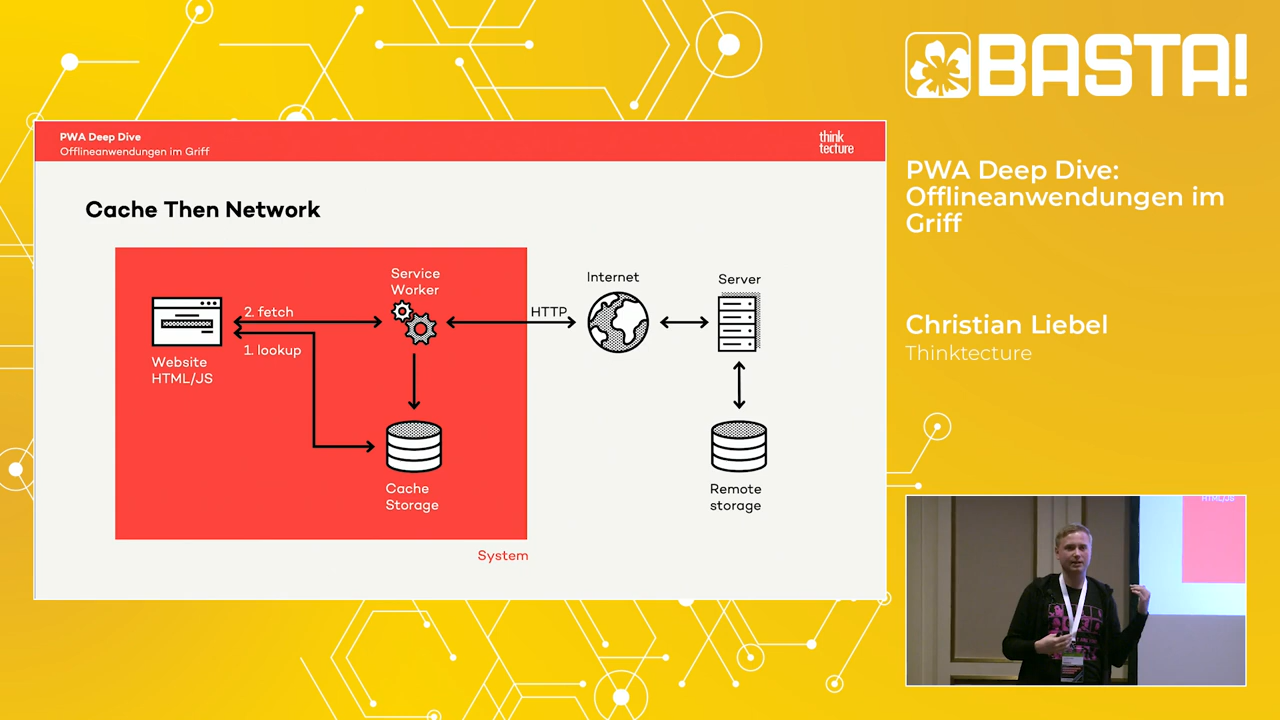 BASTA!
PWA Deep Dive
Offlineanwendungen im Griff
think
tecture
Cache Then Network
Service
Worker
2. fetch
1. lookup
Website
HTML/JS
HTTP
Internet
Server
Cache
Storage
Remote
storage
System
PWA Deep Dive:
Offlineanwendungen im
Griff
Christian Liebel
Thinktecture
HTML/JS